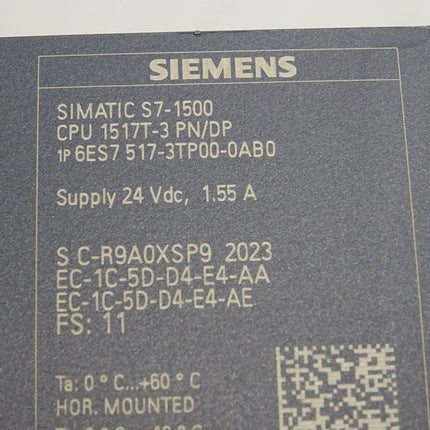 SIEMENS
SIMATIC S7-1500
CPU 1517T-3 PN/DP
1P 6ES7 517-3TP00-0AB0
Supply 24 Vdc, 1.55 A
S C-R9A0XSP9 2023
EC-1C-5D-D4-E4-AA
EC-1C-5D-D4-E4-AE
FS: 11
Ta: 0 ° C...+60 ° C
HOR. MOUNTED